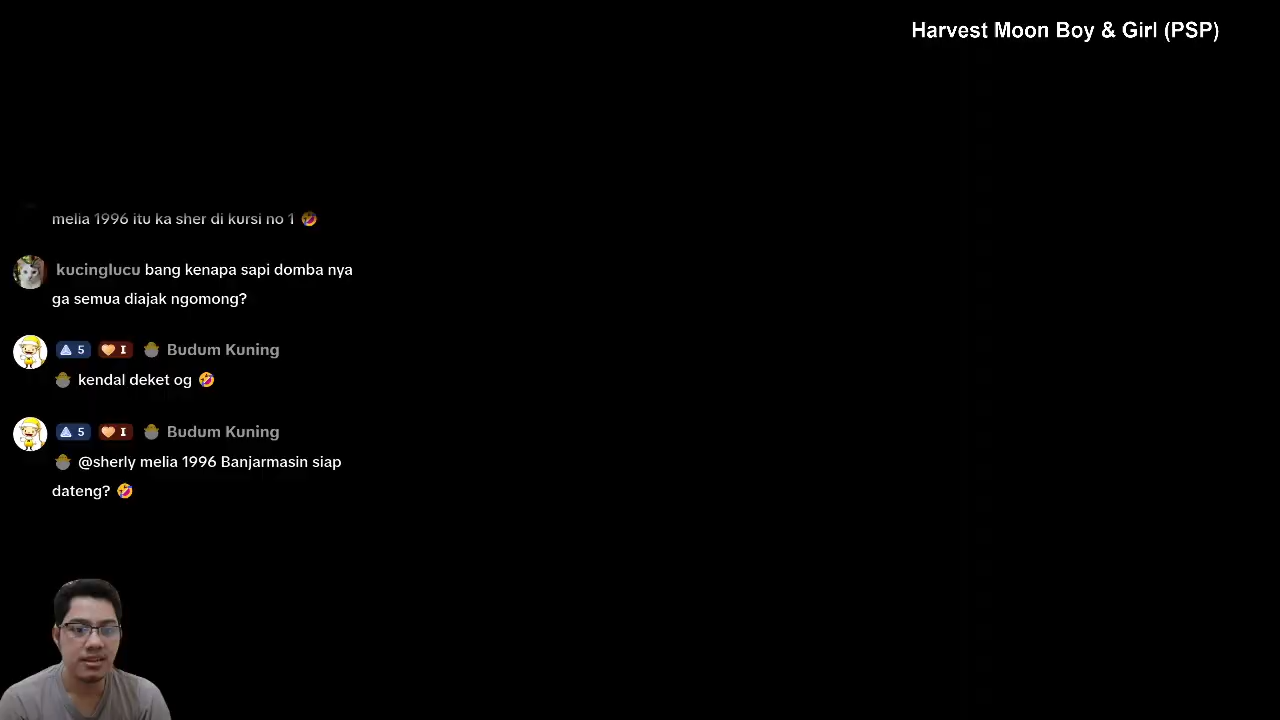 Harvest Moon Boy & Girl (PSP)
melia 1996 itu ka sher di kursi no 1 🤣
kucinglucu bang kenapa sapi domba nya
ga semua diajak ngomong?
5 I Budum Kuning
kendal deket og 🤣
5 I Budum Kuning
@sherly melia 1996 Banjarmasin siap
dateng? 🤣